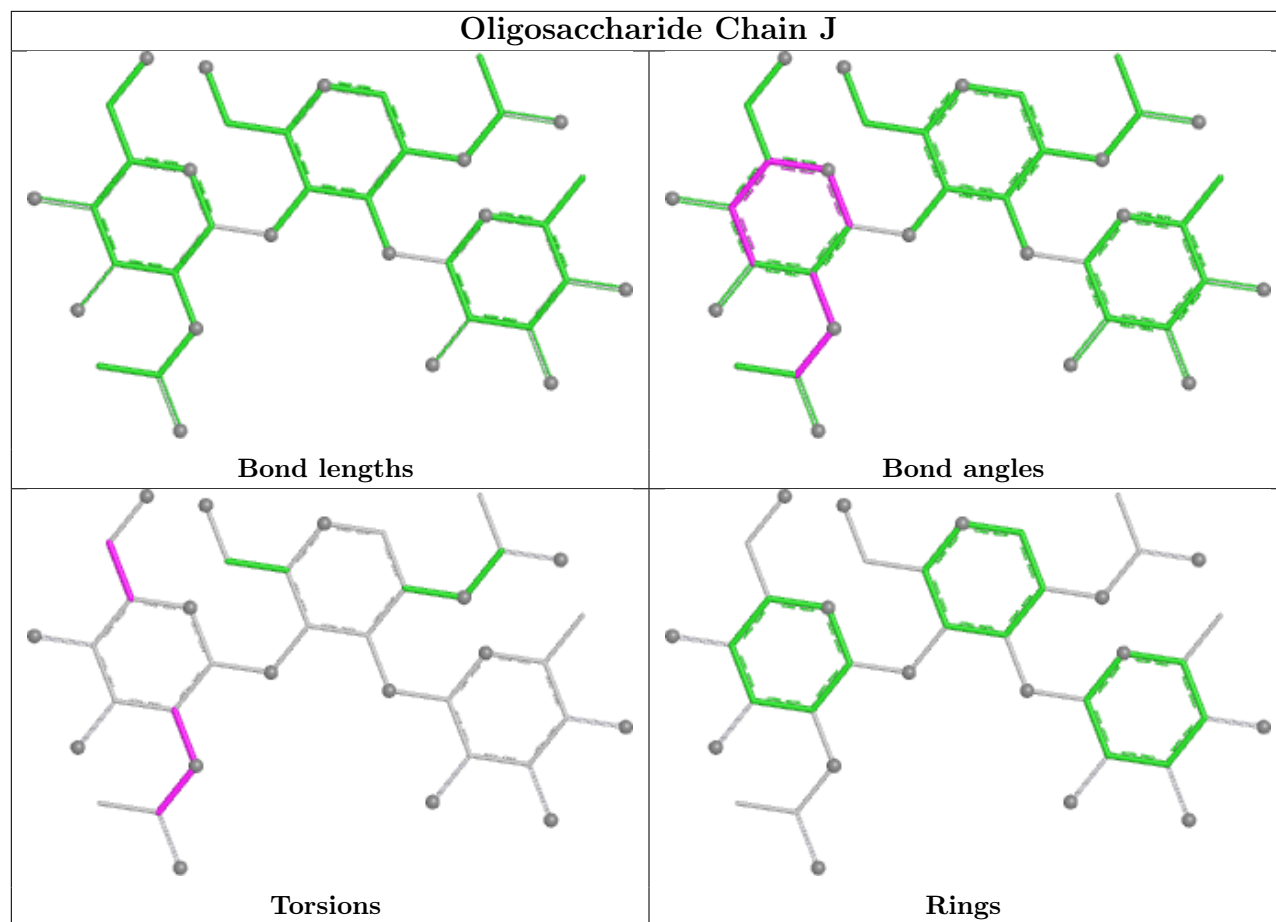 Oligosaccharide Chain J
Bond lengths
Bond angles
Torsions
Rings